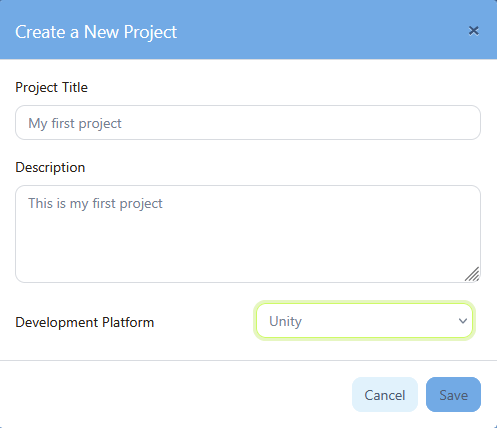 Create a New Project
×
Project Title
My first project
Description
This is my first project
Development Platform
Unity
Cancel
Save